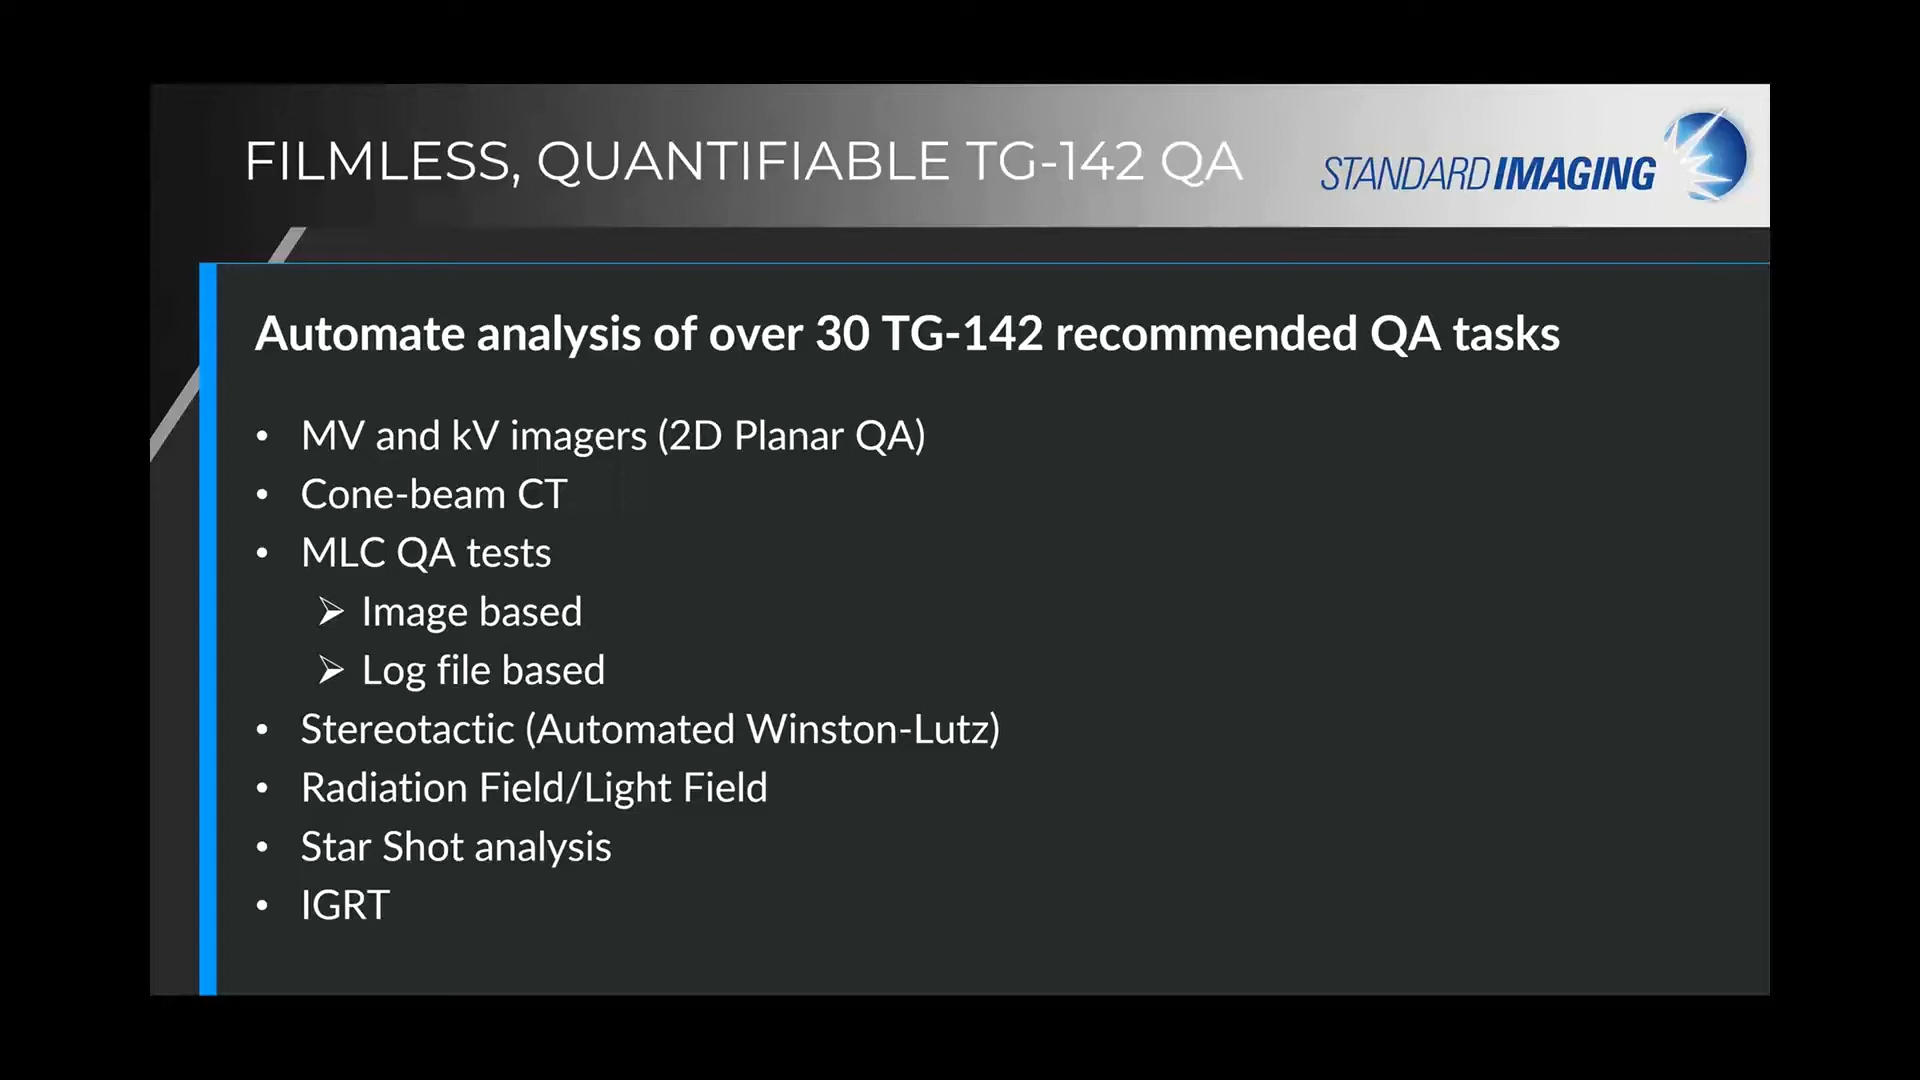 FILMLESS, QUANTIFIABLE TG-142 QA
STANDARD IMAGING
Automate analysis of over 30 TG-142 recommended QA tasks
• MV and kV imagers (2D Planar QA)
• Cone-beam CT
• MLC QA tests
➢ Image based
➢ Log file based
• Stereotactic (Automated Winston-Lutz)
• Radiation Field/Light Field
• Star Shot analysis
• IGRT